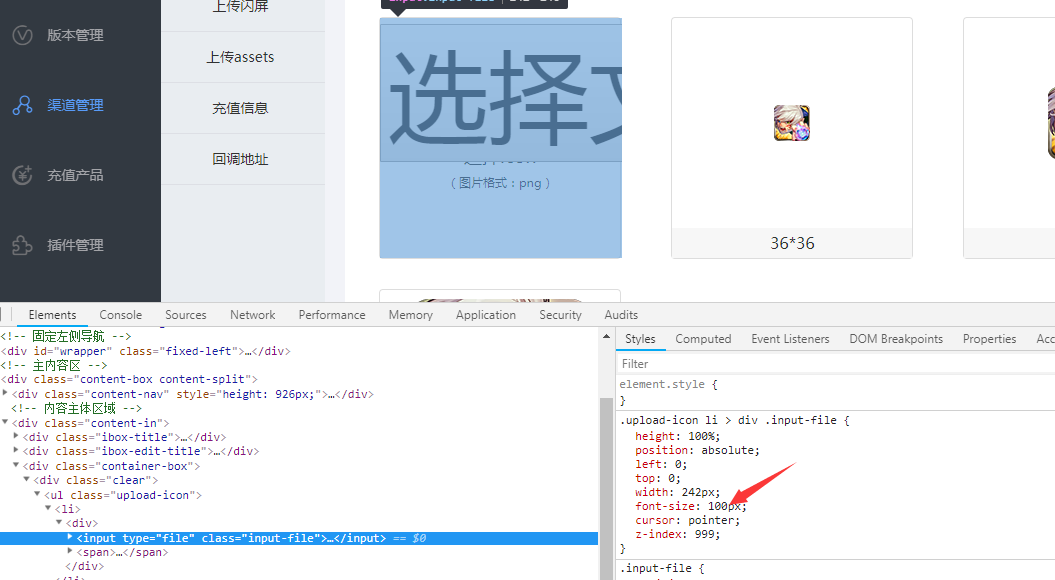 上传闪屏
版本管理
上传assets
渠道管理
充值信息
回调地址
充值产品
插件管理
选择
（图片格式：png ）
36*36
Elements Console Sources Network Performance Memory Application Security Audits
<!-- 固定左侧导航 -->
<div id="wrapper" class="fixed-left">…</div>
<!-- 主内容区 -->
<div class="content-box content-split">
<div class="content-nav" style="height: 926px;">…</div>
<!-- 内容主体区域 -->
<div class="content-in">
<div class="ibox-title">…</div>
<div class="ibox-edit-title">…</div>
<div class="container-box">
<div class="clear">
<ul class="upload-icon">
<li>
<div>
<input type="file" class="input-file">…</input> == $0
<span>…</span>
</div>
</li>
Styles Computed Event Listeners DOM Breakpoints Properties Acc
Filter
element.style {
}
.upload-icon li > div .input-file {
height: 100%;
position: absolute;
left: 0;
top: 0;
width: 242px;
font-size: 100px;
cursor: pointer;
z-index: 999;
}
.input-file {